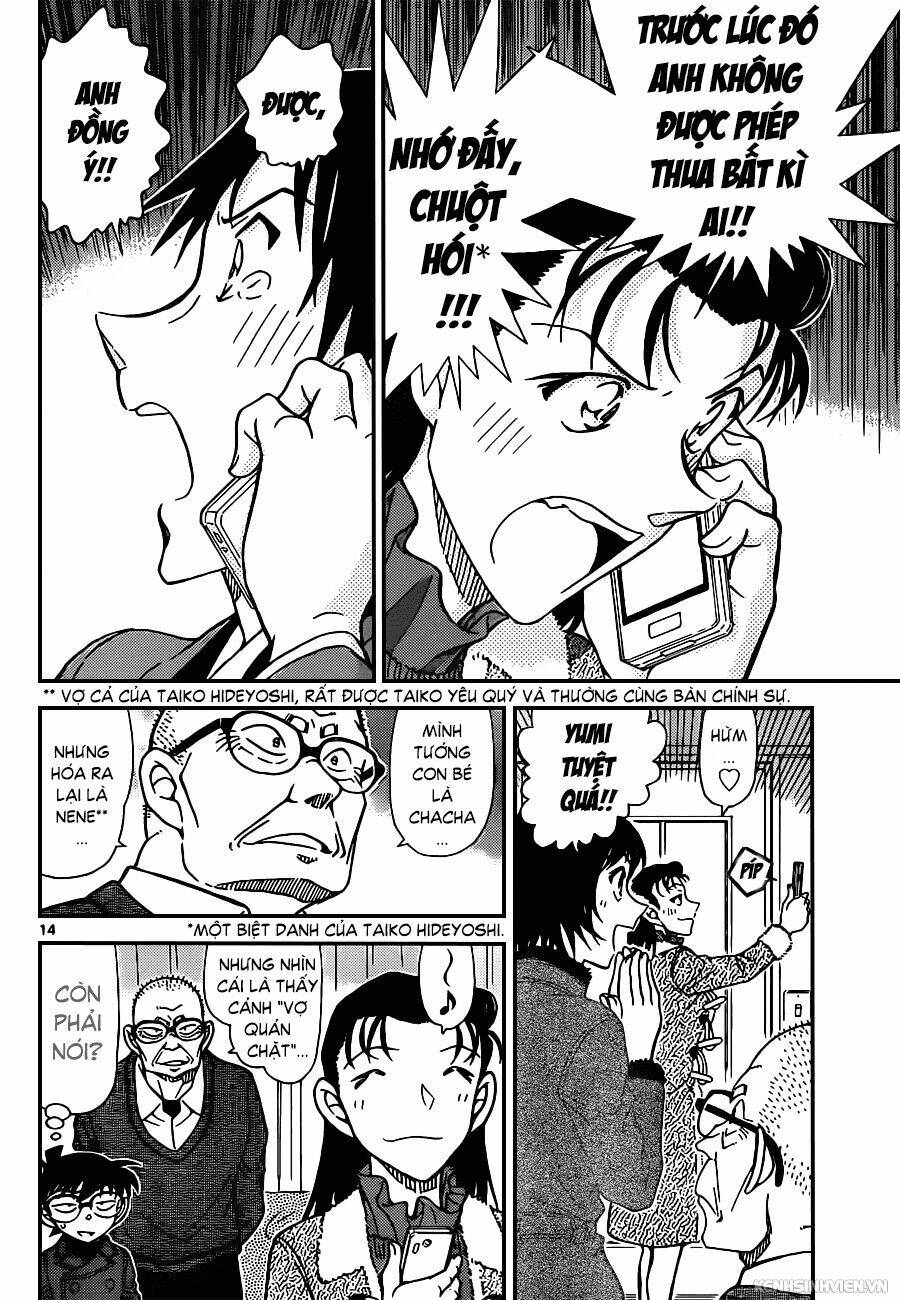 TRƯỚC LÚC ĐÓ
ANH KHÔNG
ĐƯỢC PHÉP
THUA BẤT KÌ
AI!!
NHỚ ĐẤY,
CHUỘT
HÓI*
!!!
ĐƯỢC,
ANH
ĐỒNG
Ý!!
** VỢ CẢ CỦA TAIKO HIDEYOSHI, RẤT ĐƯỢC TAIKO YÊU QUÝ VÀ THƯỜNG CÙNG BÀN CHÍNH SỰ.
HỪM
♡
PÍP
YUMI
TUYỆT
QUÁ!!
MÌNH
TƯỞNG
CON BÉ
LÀ
CHACHA
...
NHƯNG
HÓA RA
LẠI LÀ
NENE**
...
14
*MỘT BIỆT DANH CỦA TAIKO HIDEYOSHI.
♪
NHƯNG NHÌN
CÁI LÀ THẤY
CẢNH "VỢ
QUẢN
CHẶT"...
CÒN
PHẢI
NÓI?
KENHSINHVIEN.VN